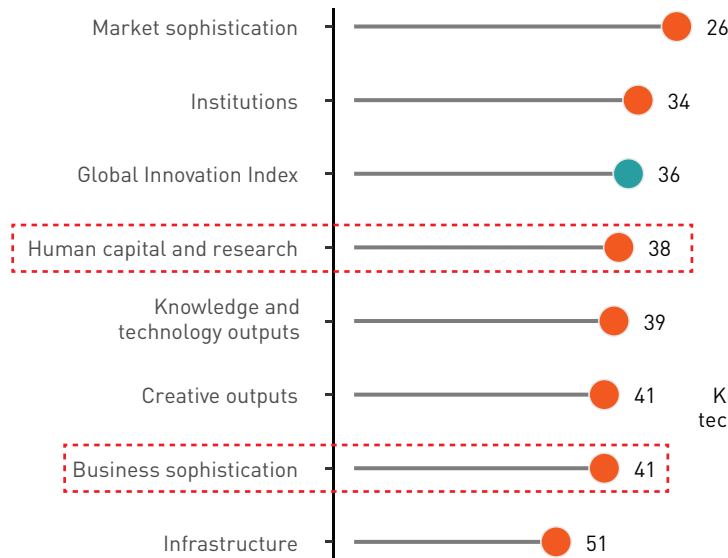 Market sophistication 26
Institutions 34
Global Innovation Index 36
Human capital and research 38
Knowledge and
technology outputs 39
Creative outputs 41
K
tec
Business sophistication 41
Infrastructure 51